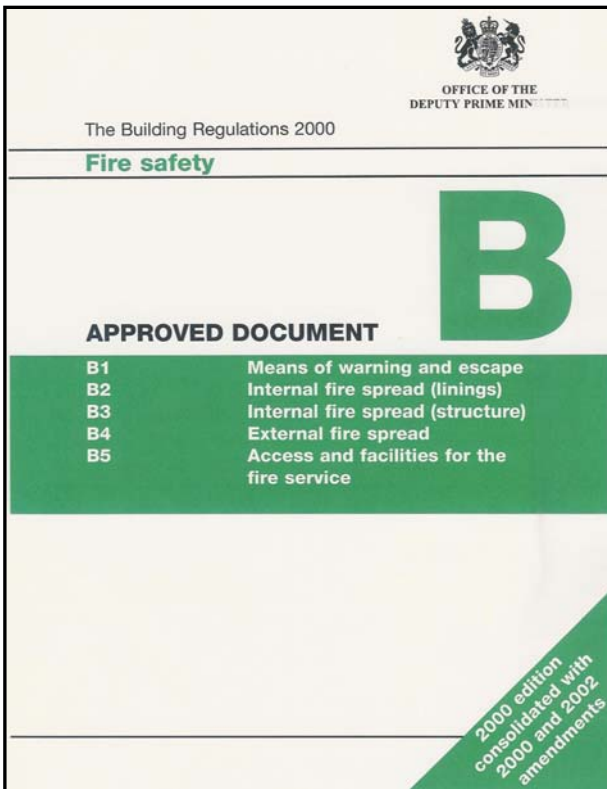 OFFICE OF THE
DEPUTY PRIME MIN
The Building Regulations 2000
Fire safety
B
APPROVED DOCUMENT
B1 Means of warning and escape
B2 Internal fire spread (linings)
B3 Internal fire spread (structure)
B4 External fire spread
B5 Access and facilities for the
fire service
2000 edition
consolidated with
2000 and 2002
amendments